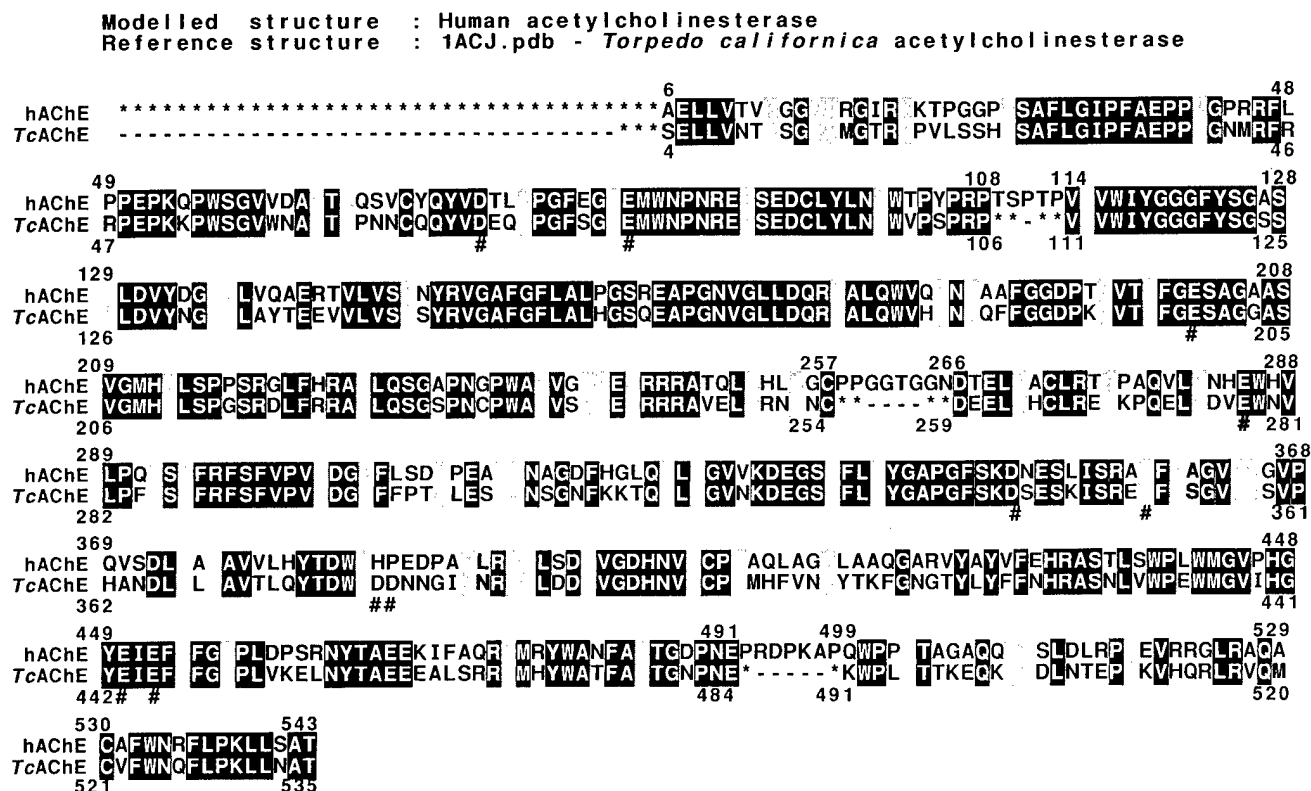 Modelled structure : Human acetylcholinesterase
Reference structure : 1ACJ.pdb - Torpedo californica acetylcholinesterase
6 48
hAChE * * * * * * * * * * * * * * * * * * * * * * * * * * * * * * * * * * * * * AELLVTV GG RGIR KTPGGP SAFLGIPFAEPP GPRRFL
TcAChE - - - - - - - - - - - - - - - - - - - - - - - - - - - - - - - - - - * * * SELLVNT SG MGTR PVLSSH SAFLGIPFAEPP GNMRFR
4 46
49 108 114 128
hAChE PPEPKQPWSGVVDA T QSVCYQYVDTL PGFEG EMWNPNRE SEDCLYLN WTPYPRPTSPTPV VWIYGGGFYSGAS
TcAChE RPEPKKPWSGVWNA T PNNCQQYVDEQ PGFSG EMWNPNRE SEDCLYLN WVPSPRP**-**V VWIYGGGFYSGSS
47 # # 106 111 125
129 208
hAChE LDVYDG LVQAERTVLVS NYRVGAFGFLALPGSREAPGNVGLLDQR ALQWVQ N AAFGGDPT VT FGESAGAAS
TcAChE LDVYNG LAYTEEVVLVS SYRVGAFGFLALHGSQEAPGNVGLLDQR ALQWVH N QFFGGDPK VT FGESAGGAS
126 # 205
209 257 266 288
hAChE VGMH LSPPSRGLFHRA LQSGAPNGPWA VG E RRRATQL HL GCPPGGTGGNDTEL ACLRT PAQVL NHEWHV
TcAChE VGMH LSPGSRDLFRRA LQSGSPNCPWA VS E RRRAVEL RN NC**----**DEEL HCLRE KPQEL DVEWNV
206 254 259 # 281
289 368
hAChE LPQ S FRFSFVPV DG FLSD PEA NAGDFHGLQ L GVVKDEGS FL YGAPGFSKDNESLISRA F AGV GVP
TcAChE LPF S FRFSFVPV DG FFPT LES NSGNFKKTQ L GVNKDEGS FL YGAPGFSKDSESKISRE F SGV SVP
282 # # 361
369 448
hAChE QVSDL A AVVLHYTDW HPEDPA LR LSD VGDHNV CP AQLAG LAAQGARVYAYVFEHRASTLSWPLWMGVPHG
TcAChE HANDL L AVTLQYTDW DDNNGI NR LDD VGDHNV CP MHFVN YTKFGNGTYLYFFNHRASNLVWPEWMGVIHG
362 ## 441
449 491 499 529
hAChE YEIEF FG PLDPSRNYTAEEKIFAQR MRYWANFA TGDPNEPRDPKAPQWPP TAGAQQ SLDLRP EVRRGLRAQA
TcAChE YEIEF FG PLVKELNYTAEEEALSRR MHYWATFA TGNPNE*-----*KWPL TTKEQK DLNTEP KVHQRLRVQM
442# # 484 491 520
530 543
hAChE CAFWNRFLPKLLSAT
TcAChE CVFWNQFLPKLLNAT
521 535